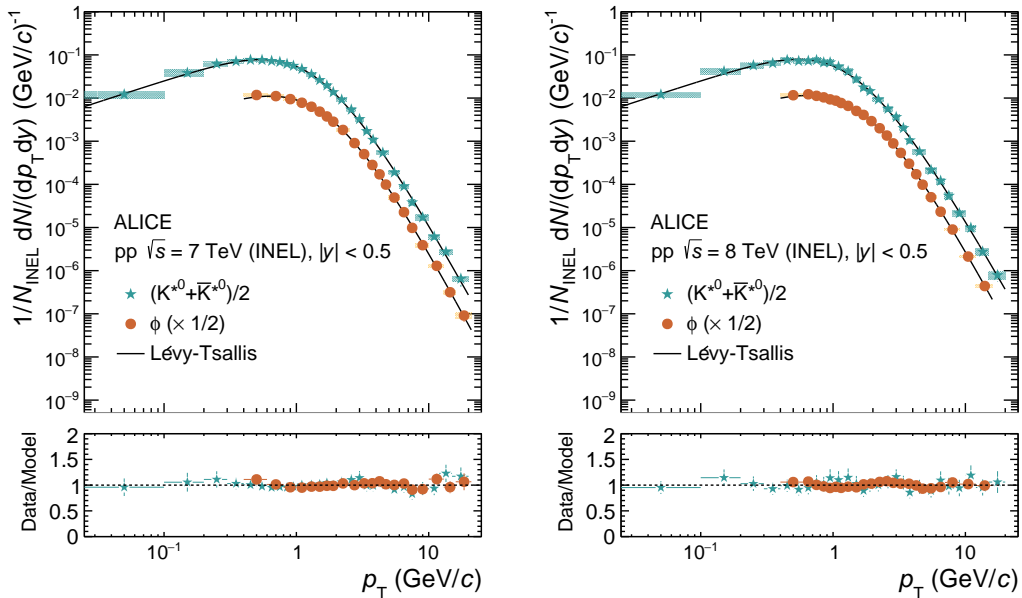 1/N_INEL dN/(dp_T dy) (GeV/c)⁻¹
1
10⁻¹
10⁻²
10⁻³
10⁻⁴
10⁻⁵
10⁻⁶
10⁻⁷
10⁻⁸
10⁻⁹
ALICE
pp √s = 7 TeV (INEL), |y| < 0.5
(K*⁰+K̅*⁰)/2
ϕ (× 1/2)
Lévy-Tsallis
Data/Model
2
1.5
1
0.5
0
10⁻¹ 1 10
p_T (GeV/c)
1/N_INEL dN/(dp_T dy) (GeV/c)⁻¹
1
10⁻¹
10⁻²
10⁻³
10⁻⁴
10⁻⁵
10⁻⁶
10⁻⁷
10⁻⁸
10⁻⁹
ALICE
pp √s = 8 TeV (INEL), |y| < 0.5
(K*⁰+K̅*⁰)/2
ϕ (× 1/2)
Lévy-Tsallis
Data/Model
2
1.5
1
0.5
0
10⁻¹ 1 10
p_T (GeV/c)